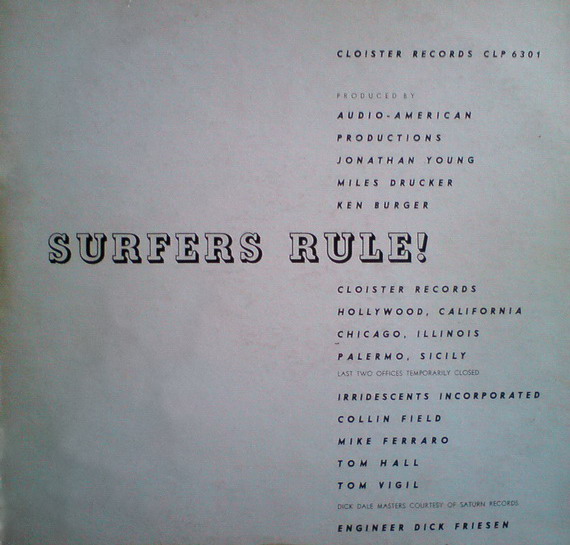 CLOISTER RECORDS CLP 6301
PRODUCED BY
AUDIO-AMERICAN
PRODUCTIONS
JONATHAN YOUNG
MILES DRUCKER
KEN BURGER
SURFERS RULE!
CLOISTER RECORDS
HOLLYWOOD, CALIFORNIA
CHICAGO, ILLINOIS
PALERMO, SICILY
LAST TWO OFFICES TEMPORARILY CLOSED
IRRIDESCENTS INCORPORATED
COLLIN FIELD
MIKE FERRARO
TOM HALL
TOM VIGIL
DICK DALE MASTERS COURTESY OF SATURN RECORDS
ENGINEER DICK FRIESEN